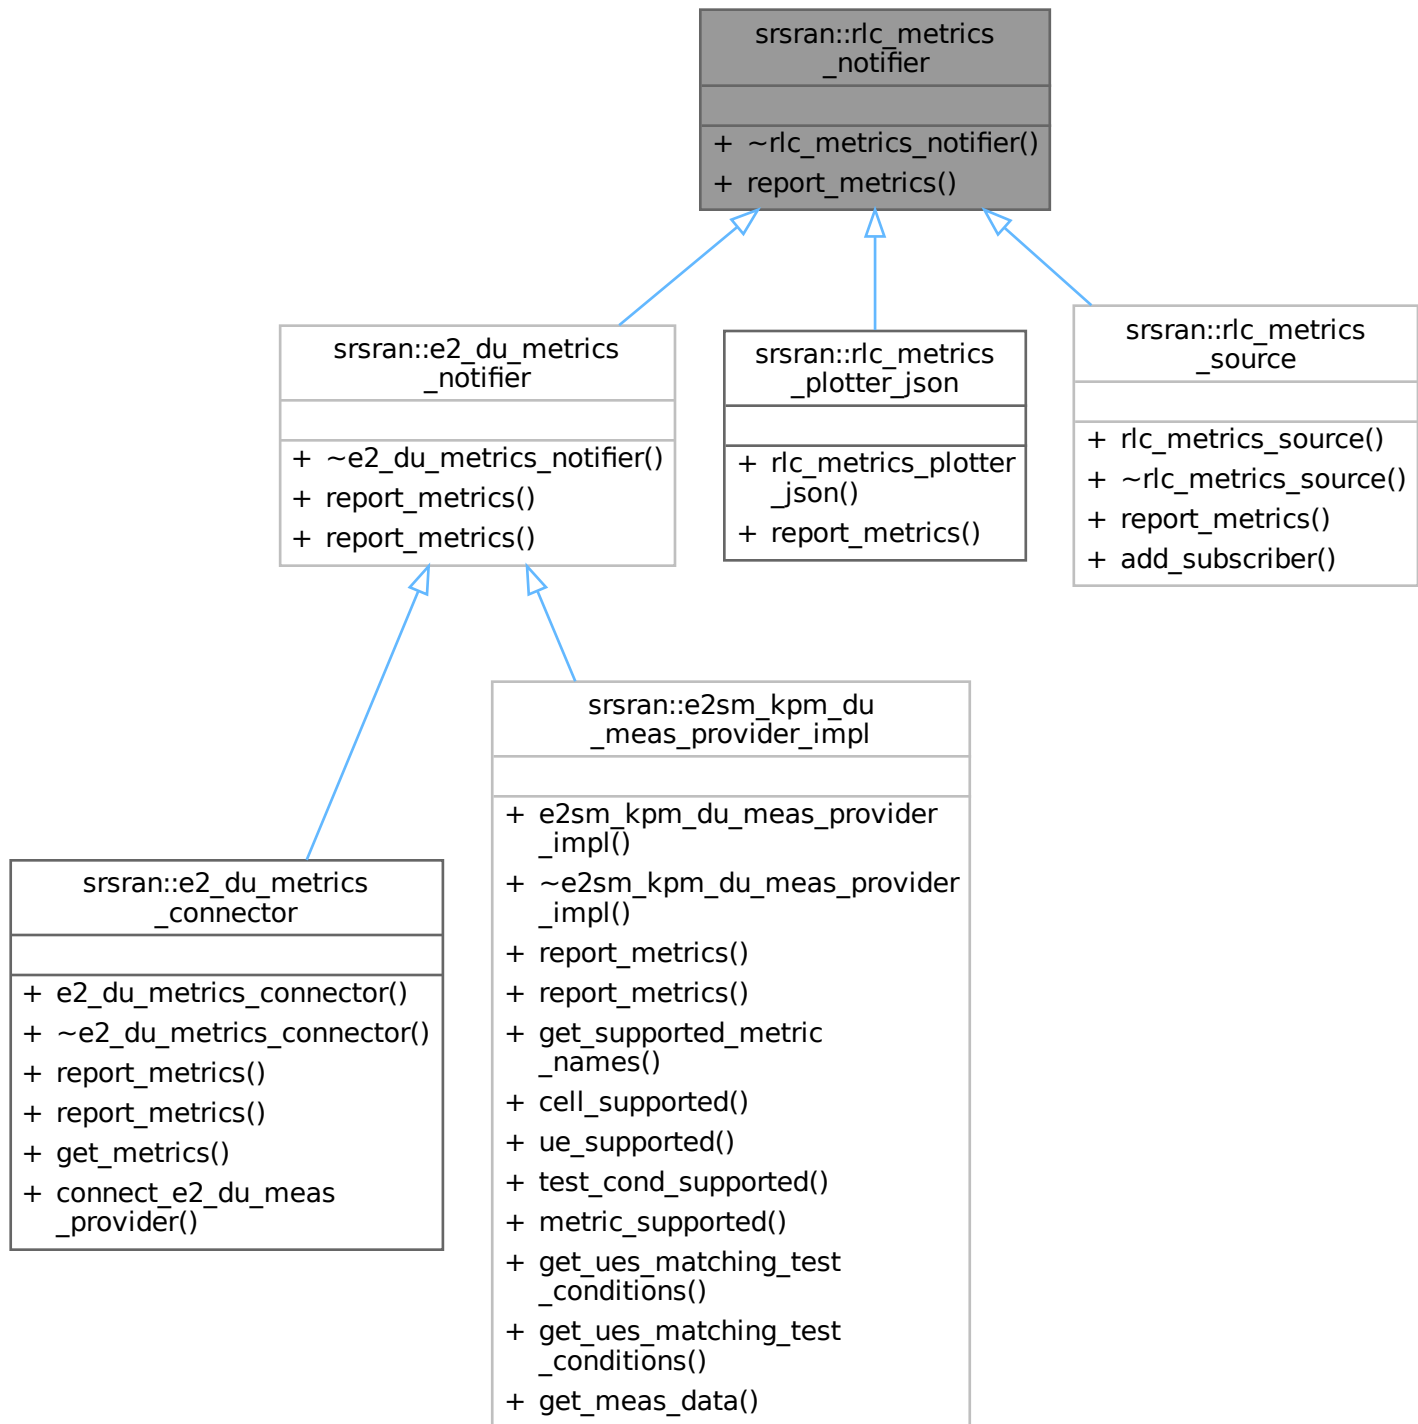 srsran::rlc_metrics
_notifier
+ ~rlc_metrics_notifier()
+ report_metrics()
srsran::e2_du_metrics
_notifier
+ ~e2_du_metrics_notifier()
+ report_metrics()
+ report_metrics()
srsran::rlc_metrics
_plotter_json
+ rlc_metrics_plotter
_json()
+ report_metrics()
srsran::rlc_metrics
_source
+ rlc_metrics_source()
+ ~rlc_metrics_source()
+ report_metrics()
+ add_subscriber()
srsran::e2_du_metrics
_connector
+ e2_du_metrics_connector()
+ ~e2_du_metrics_connector()
+ report_metrics()
+ report_metrics()
+ get_metrics()
+ connect_e2_du_meas
_provider()
srsran::e2sm_kpm_du
_meas_provider_impl
+ e2sm_kpm_du_meas_provider
_impl()
+ ~e2sm_kpm_du_meas_provider
_impl()
+ report_metrics()
+ report_metrics()
+ get_supported_metric
_names()
+ cell_supported()
+ ue_supported()
+ test_cond_supported()
+ metric_supported()
+ get_ues_matching_test
_conditions()
+ get_ues_matching_test
_conditions()
+ get_meas_data()